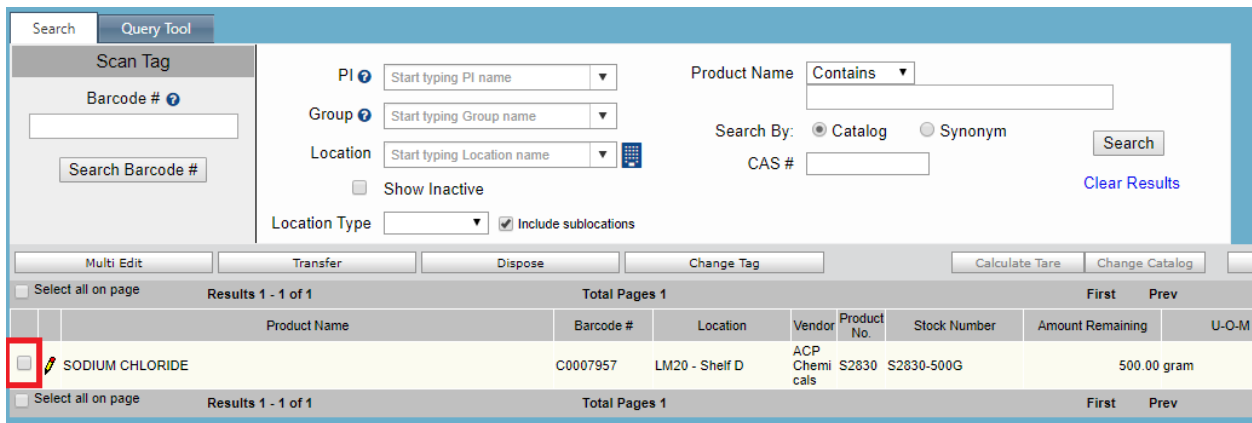 Search
Query Tool
Scan Tag
Barcode #
Search Barcode #
PI
Start typing PI name
Group
Start typing Group name
Location
Start typing Location name
Show Inactive
Location Type
Include sublocations
Product Name
Contains
Search By:
Catalog
Synonym
CAS #
Search
Clear Results
Multi Edit
Transfer
Dispose
Change Tag
Calculate Tare
Change Catalog
Select all on page
Results 1 - 1 of 1
Total Pages 1
First
Prev
Product Name
Barcode #
Location
Vendor
Product
No.
Stock Number
Amount Remaining
U-O-M
SODIUM CHLORIDE
C0007957
LM20 - Shelf D
ACP
Chemi
cals
S2830
S2830-500G
500.00 gram
Select all on page
Results 1 - 1 of 1
Total Pages 1
First
Prev